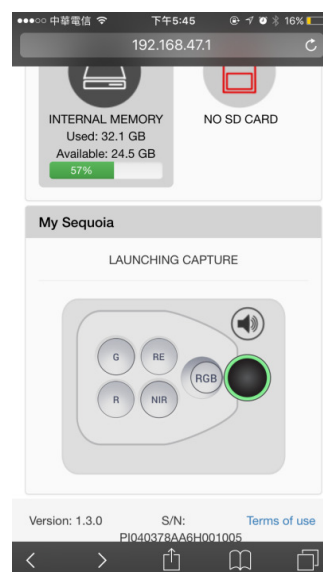 中華電信 下午5:45 16%
192.168.47.1
INTERNAL MEMORY
Used: 32.1 GB
Available: 24.5 GB
57%
NO SD CARD
My Sequoia
LAUNCHING CAPTURE
G RE
RGB
R NIR
Version: 1.3.0 S/N: Terms of use
PI040378AA6H001005